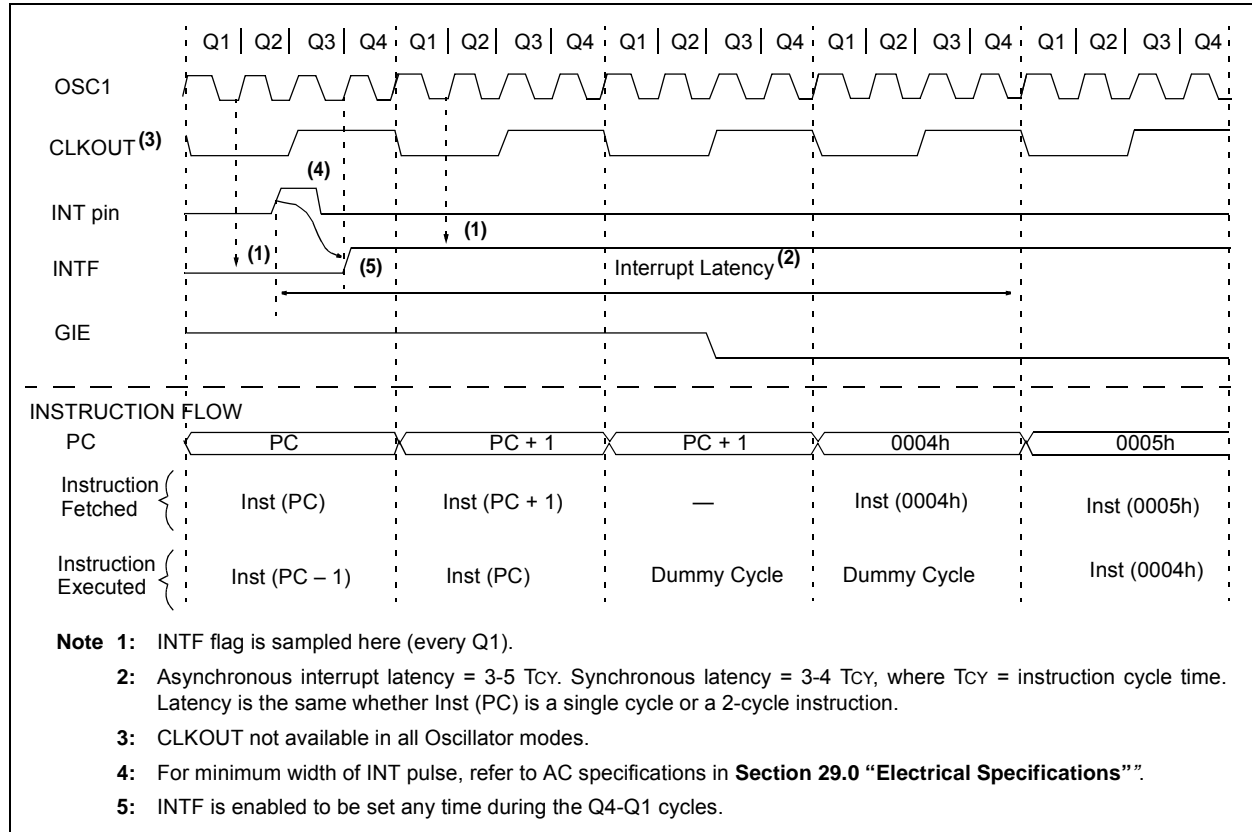 Q1 Q2 Q3 Q4 Q1 Q2 Q3 Q4 Q1 Q2 Q3 Q4 Q1 Q2 Q3 Q4 Q1 Q2 Q3 Q4
OSC1
CLKOUT(3)
(4)
INT pin
(1)
(1)
INTF
(5)
Interrupt Latency(2)
GIE
INSTRUCTION FLOW
PC PC PC + 1 PC + 1 0004h 0005h
Instruction
Fetched
Inst (PC) Inst (PC + 1) — Inst (0004h) Inst (0005h)
Instruction
Executed
Inst (PC – 1) Inst (PC) Dummy Cycle Dummy Cycle Inst (0004h)
Note 1: INTF flag is sampled here (every Q1).
2: Asynchronous interrupt latency = 3-5 TCY. Synchronous latency = 3-4 TCY, where TCY = instruction cycle time.
Latency is the same whether Inst (PC) is a single cycle or a 2-cycle instruction.
3: CLKOUT not available in all Oscillator modes.
4: For minimum width of INT pulse, refer to AC specifications in Section 29.0 “Electrical Specifications””.
5: INTF is enabled to be set any time during the Q4-Q1 cycles.